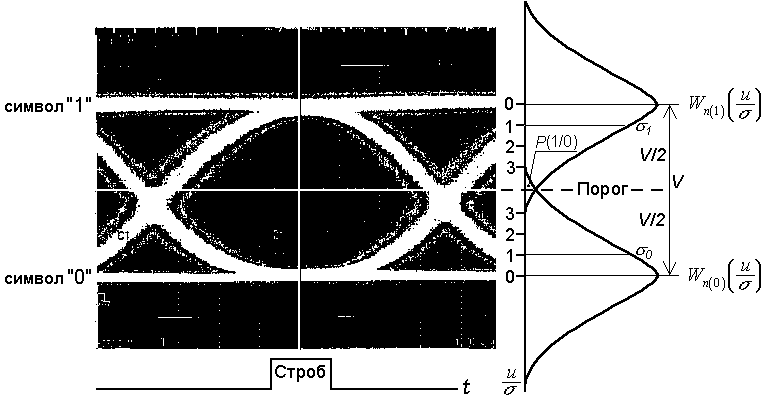 символ "1"
символ "0"
0
1
2
3
3
2
1
0
u/σ
P(1/0)
σ₁
σ₀
Порог
V/2
V
V/2
Wₙ₍₁₎(u/σ)
Wₙ₍₀₎(u/σ)
Строб
t